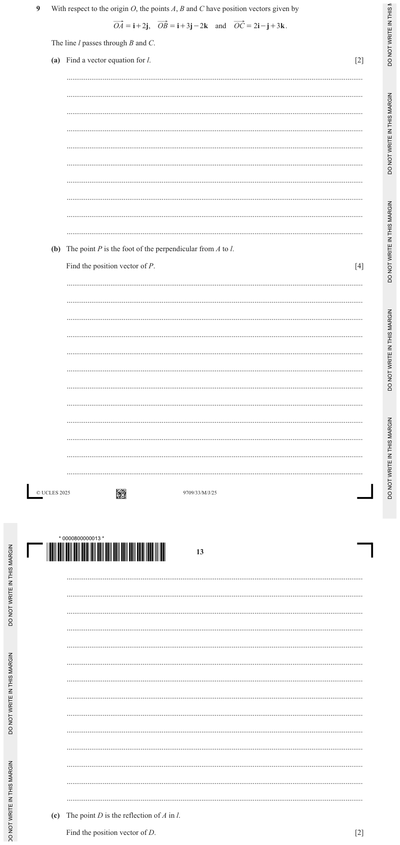 9 With respect to the origin O, the points A, B and C have position vectors given by
OA = i + 2j, OB = i + 3j − 2k and OC = 2i − j + 3k.
The line l passes through B and C.
(a) Find a vector equation for l. [2]
(b) The point P is the foot of the perpendicular from A to l.
Find the position vector of P. [4]
© UCLES 2025 9709/33/M/J/25
DO NOT WRITE IN THIS MARGIN
DO NOT WRITE IN THIS MARGIN
DO NOT WRITE IN THIS MARGIN
DO NOT WRITE IN THIS MARGIN
DO NOT WRITE IN THIS MARGIN
* 0000800000013 *
13
(c) The point D is the reflection of A in l.
Find the position vector of D. [2]
DO NOT WRITE IN THIS MARGIN
DO NOT WRITE IN THIS MARGIN
DO NOT WRITE IN THIS MARGIN